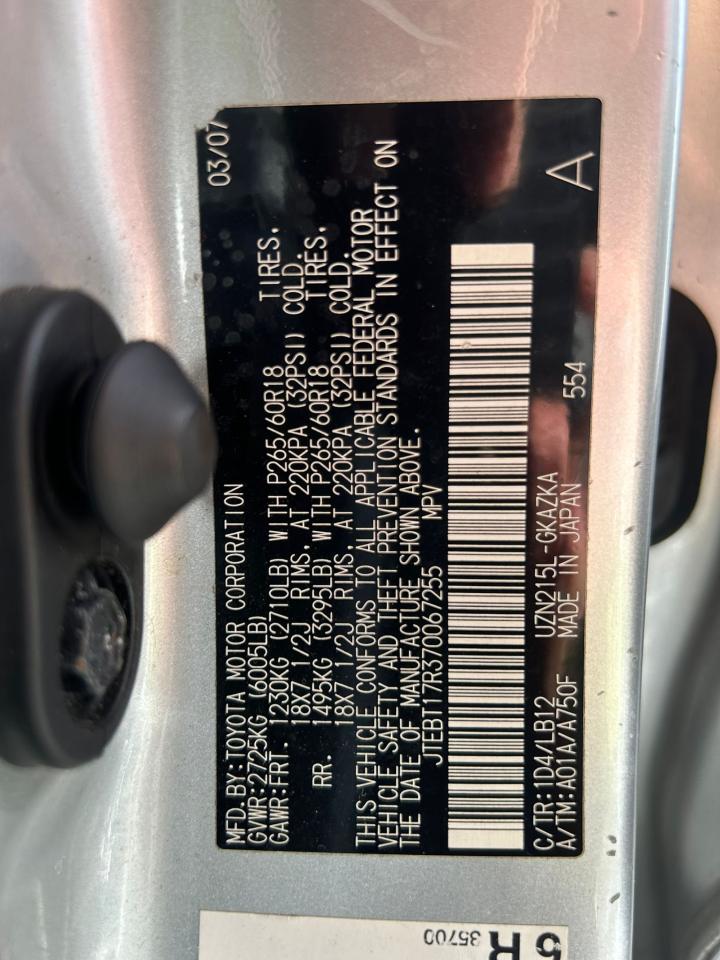 MFD.BY:TOYOTA MOTOR CORPORATION 03/07
GVWR:2725KG (6005LB)
GAWR:FRT. 1230KG (2710LB) WITH P265/60R18 TIRES.
18X7 1/2J RIMS. AT 220KPA (32PSI) COLD.
RR. 1495KG (3295LB) WITH P265/60R18 TIRES.
18X7 1/2J RIMS. AT 220KPA (32PSI) COLD.
THIS VEHICLE CONFORMS TO ALL APPLICABLE FEDERAL MOTOR
VEHICLE SAFETY AND THEFT PREVENTION STANDARDS IN EFFECT ON
THE DATE OF MANUFACTURE SHOWN ABOVE.
JTEBT17R370067255 MPV
C/TR:1D4/LB12 UZN215L-GKAZKA A
A/TM:A01A/A750F MADE IN JAPAN 554
35700
6R